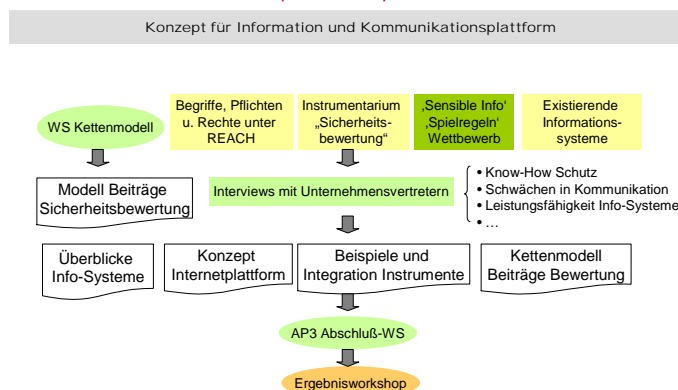 Konzept für Information und Kommunikationsplattform
WS Kettenmodell
Begriffe, Pflichten
u. Rechte unter
REACH
Instrumentarium
„Sicherheits-
bewertung“
‚Sensible Info‘
‚Spielregeln‘
Wettbewerb
Existierende
Informations-
systeme
Modell Beiträge
Sicherheitsbewertung
Interviews mit Unternehmensvertretern
• Know-How Schutz
• Schwächen in Kommunikation
• Leistungsfähigkeit Info-Systeme
• …
Überblicke
Info-Systeme
Konzept
Internetplattform
Beispiele und
Integration Instrumente
Kettenmodell
Beiträge Bewertung
AP3 Abschluß-WS
Ergebnisworkshop